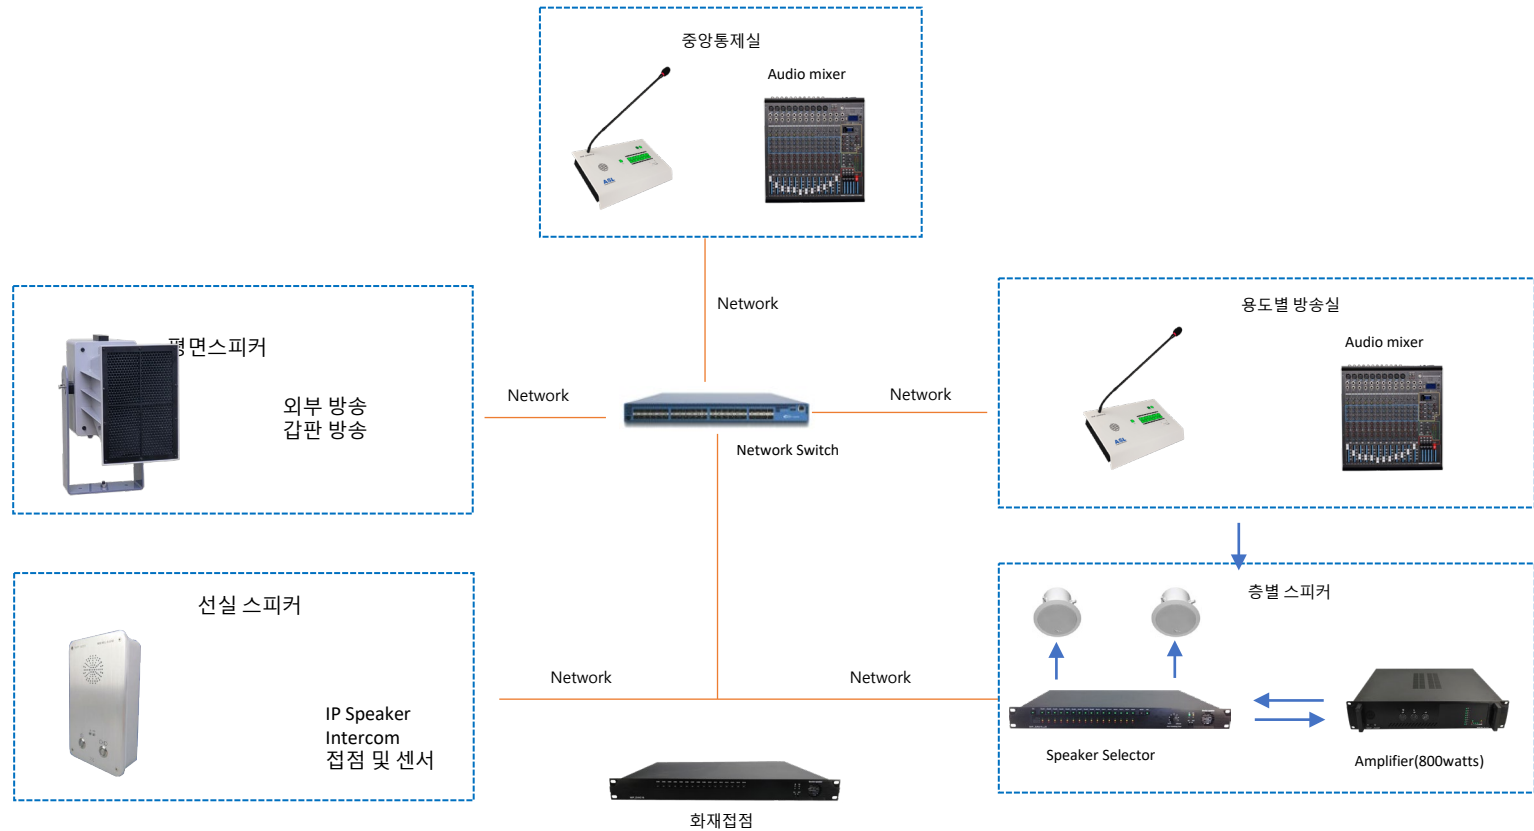 중앙통제실
Audio mixer
ASL
Network
평면스피커
외부 방송
갑판 방송
Network
Network
Network Switch
용도별 방송실
Audio mixer
ASL
선실 스피커
IP Speaker
Intercom
접점 및 센서
Network
Network
층별 스피커
Speaker Selector
Amplifier(800watts)
화재접점